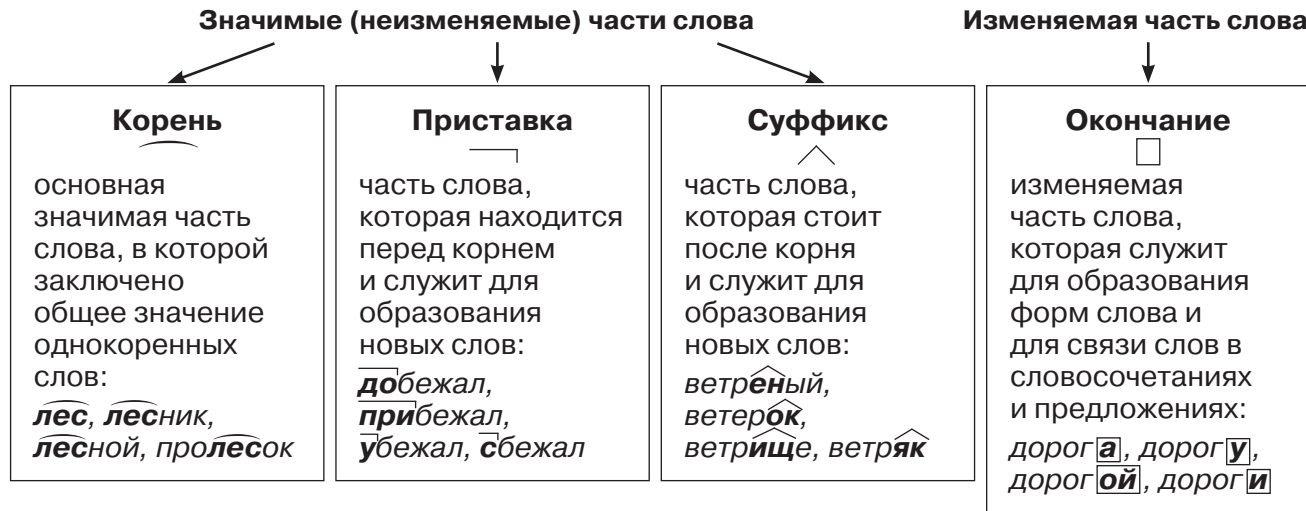 Значимые (неизменяемые) части слова
Изменяемая часть слова
Корень
основная
значимая часть
слова, в которой
заключено
общее значение
однокоренных
слов:
лес, лесник,
лесной, пролесок
Приставка
часть слова,
которая находится
перед корнем
и служит для
образования
новых слов:
добежал,
прибежал,
убежал, сбежал
Суффикс
часть слова,
которая стоит
после корня
и служит для
образования
новых слов:
ветреный,
ветерок,
ветрище, ветряк
Окончание
изменяемая
часть слова,
которая служит
для образования
форм слова и
для связи слов в
словосочетаниях
и предложениях:
дорога, дорогу,
дорогой, дороги